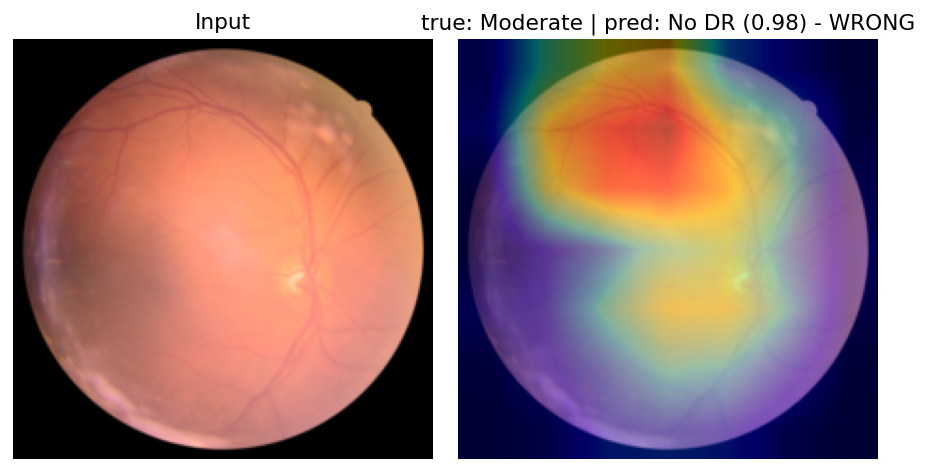 Input
true: Moderate | pred: No DR (0.98) - WRONG